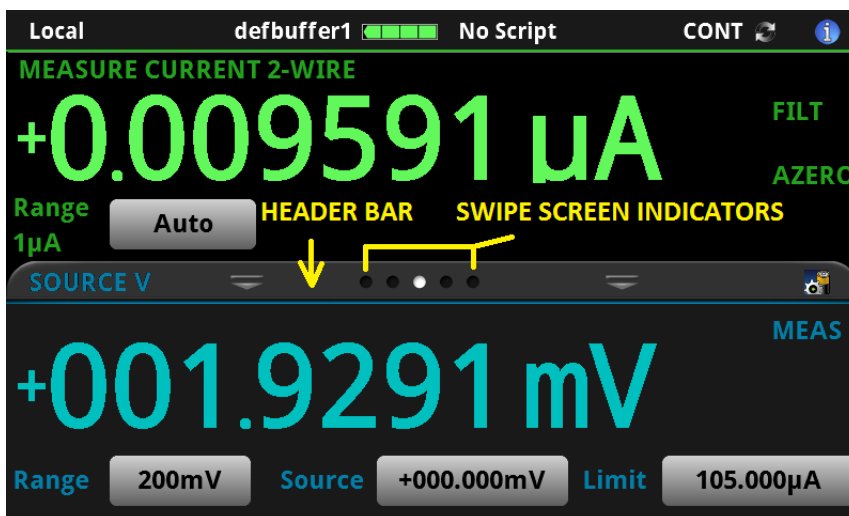 Local defbuffer1 No Script CONT i
MEASURE CURRENT 2-WIRE
+0.009591 µA
FILT
AZERO
Range Auto
1µA
HEADER BAR SWIPE SCREEN INDICATORS
SOURCE V
MEAS
+001.9291 mV
Range 200mV Source +000.000mV Limit 105.000µA